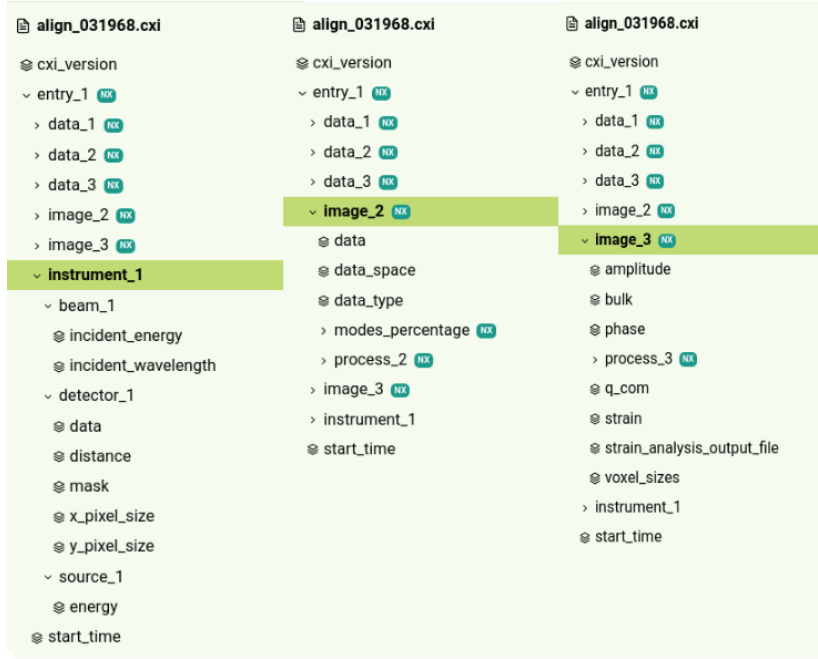 align_031968.cxi
cxi_version
entry_1 NX
data_1 NX
data_2 NX
data_3 NX
image_2 NX
image_3 NX
instrument_1
beam_1
incident_energy
incident_wavelength
detector_1
data
distance
mask
x_pixel_size
y_pixel_size
source_1
energy
start_time
align_031968.cxi
cxi_version
entry_1 NX
data_1 NX
data_2 NX
data_3 NX
image_2 NX
data
data_space
data_type
modes_percentage NX
process_2 NX
image_3 NX
instrument_1
start_time
align_031968.cxi
cxi_version
entry_1 NX
data_1 NX
data_2 NX
data_3 NX
image_2 NX
image_3 NX
amplitude
bulk
phase
process_3 NX
q_com
strain
strain_analysis_output_file
voxel_sizes
instrument_1
start_time